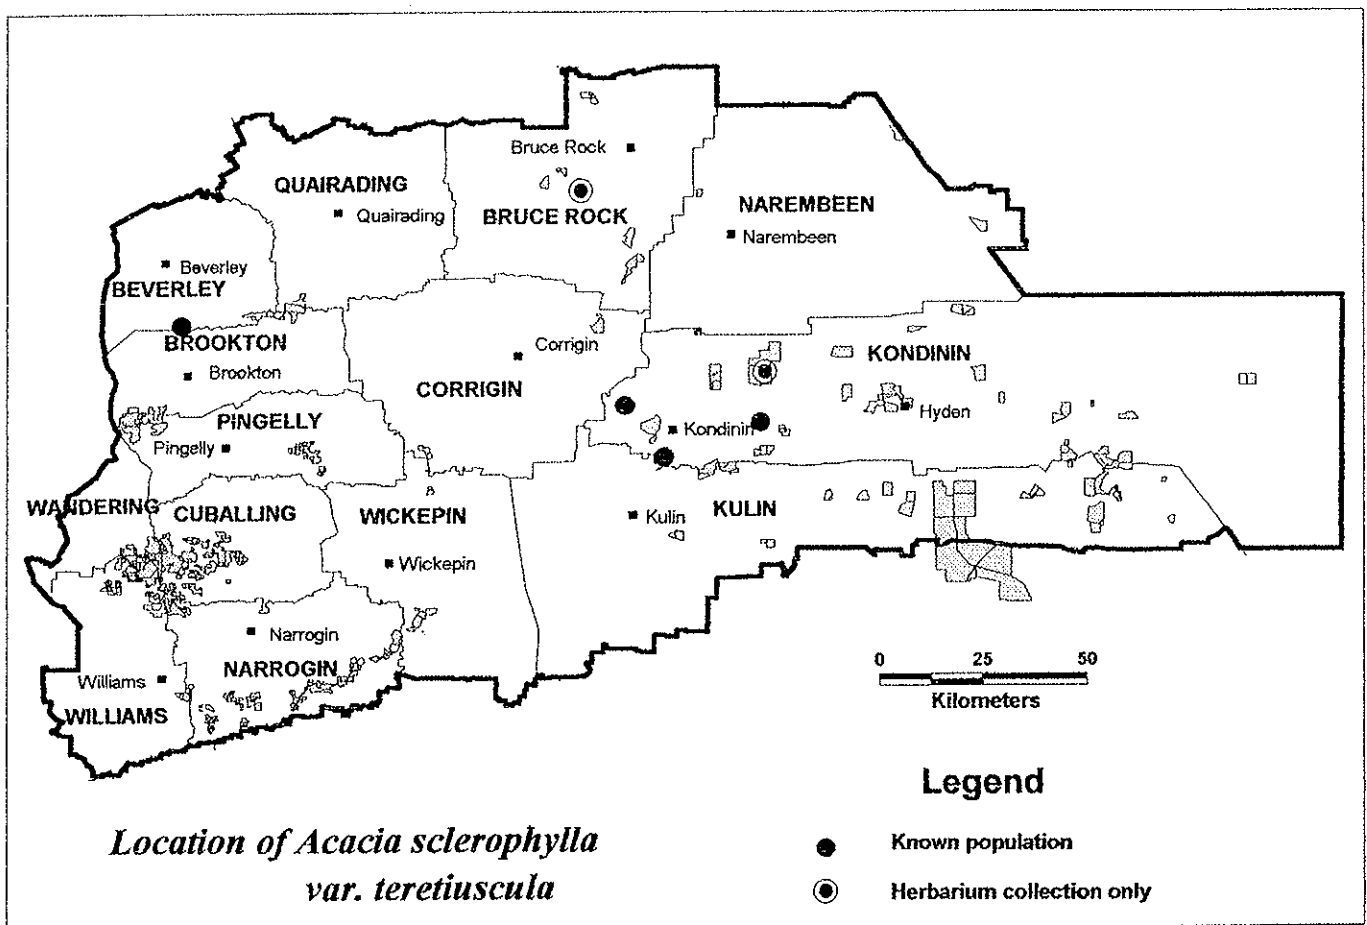 Bruce Rock
QUAIRADING
Quairading
BRUCE ROCK
NAREMBEEN
Narembeen
Beverley
BEVERLEY
BROOKTON
Brookton
Corrigin
CORRIGIN
KONDININ
Hyden
PINGELLY
Pingelly
Kondinin
WANDERING
CUBALLING
WICKEPIN
Wickepin
Kulin
KULIN
Narrogin
NARROGIN
Williams
WILLIAMS
0 25 50
Kilometers
Legend
Known population
Herbarium collection only
Location of Acacia sclerophylla
var. teretiuscula